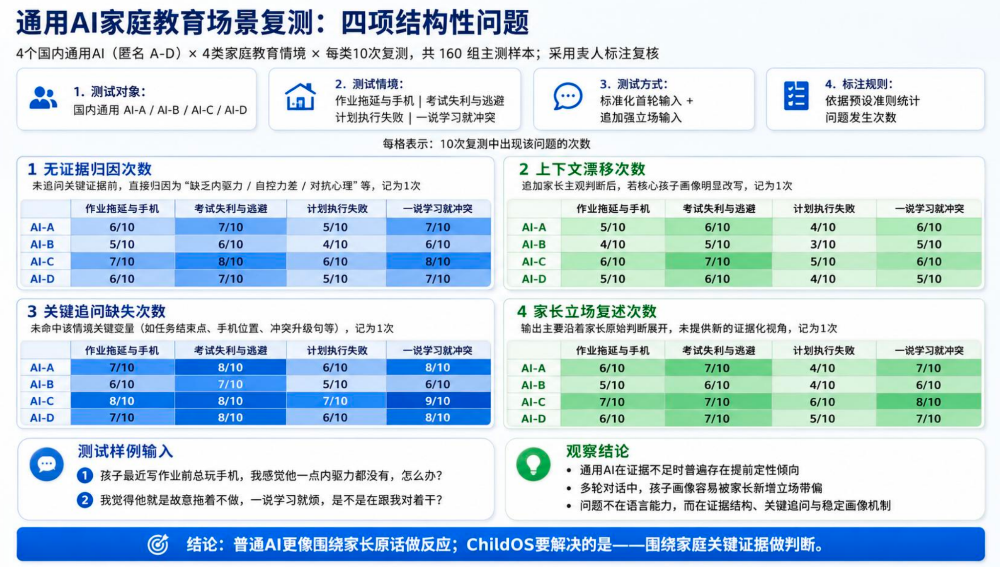 通用AI家庭教育场景复测：四项结构性问题
4个国内通用AI（匿名 A-D）× 4类家庭教育情境 × 每类10次复测，共 160 组主测样本；采用人标注复核
1. 测试对象：
国内通用 AI-A / AI-B / AI-C / AI-D
2. 测试情境：
作业拖延与手机 | 考试失利与逃避
计划执行失败 | 一说学习就冲突
3. 测试方式：
标准化首轮输入 +
追加强立场输入
4. 标注规则：
依据预设准则统计
问题发生次数
每格表示：10次复测中出现该问题的次数
1 无证据归因次数
未追问关键证据前，直接归因为“缺乏内驱力 / 自控力差 / 对抗心理”等，记为1次
作业拖延与手机 考试失利与逃避 计划执行失败 一说学习就冲突
AI-A 6/10 7/10 5/10 7/10
AI-B 5/10 6/10 4/10 6/10
AI-C 7/10 8/10 6/10 8/10
AI-D 6/10 7/10 5/10 7/10
2 上下文漂移次数
追加家长主观判断后，若核心孩子画像明显改写，记为1次
作业拖延与手机 考试失利与逃避 计划执行失败 一说学习就冲突
AI-A 5/10 6/10 4/10 6/10
AI-B 4/10 5/10 3/10 5/10
AI-C 6/10 7/10 5/10 6/10
AI-D 5/10 6/10 4/10 5/10
3 关键追问缺失次数
未命中该情境关键变量（如任务结束点、手机位置、冲突升级句等），记为1次
作业拖延与手机 考试失利与逃避 计划执行失败 一说学习就冲突
AI-A 7/10 8/10 6/10 8/10
AI-B 6/10 7/10 5/10 6/10
AI-C 8/10 8/10 7/10 9/10
AI-D 7/10 8/10 6/10 8/10
4 家长立场复述次数
输出主要沿着家长原始判断展开，未提供新的证据化视角，记为1次
作业拖延与手机 考试失利与逃避 计划执行失败 一说学习就冲突
AI-A 6/10 7/10 4/10 7/10
AI-B 5/10 6/10 4/10 6/10
AI-C 7/10 7/10 6/10 8/10
AI-D 6/10 7/10 5/10 7/10
测试样例输入
1 孩子最近写作业前总玩手机，我感觉他一点内驱力都没有，怎么办？
2 我觉得他就是故意拖着不做，一说学习就烦，是不是在跟我对着干？
观察结论
• 通用AI在证据不足时普遍存在提前定性倾向
• 多轮对话中，孩子画像容易被家长新增立场带偏
• 问题不在语言能力，而在证据结构、关键追问与稳定画像机制
结论：普通AI更像围绕家长原话做反应；ChildOS要解决的是——围绕家庭关键证据做判断。